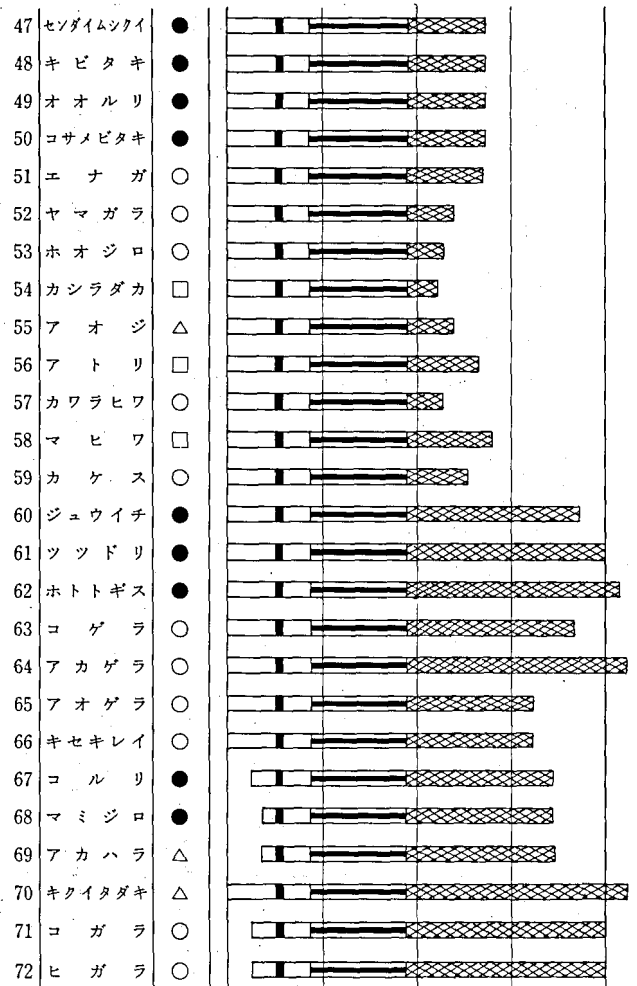 47 センダイムシクイ ●
48 キビタキ ●
49 オオルリ ●
50 コサメビタキ ●
51 エナガ ○
52 ヤマガラ ○
53 ホオジロ ○
54 カシラダカ □
55 アオジ △
56 アトリ □
57 カワラヒワ ○
58 マヒワ □
59 カケス ○
60 ジュウイチ ●
61 ツツドリ ●
62 ホトトギス ●
63 コゲラ ○
64 アカゲラ ○
65 アオゲラ ○
66 キセキレイ ○
67 コルリ ●
68 マミジロ ●
69 アカハラ △
70 キクイタダキ △
71 コガラ ○
72 ヒガラ ○